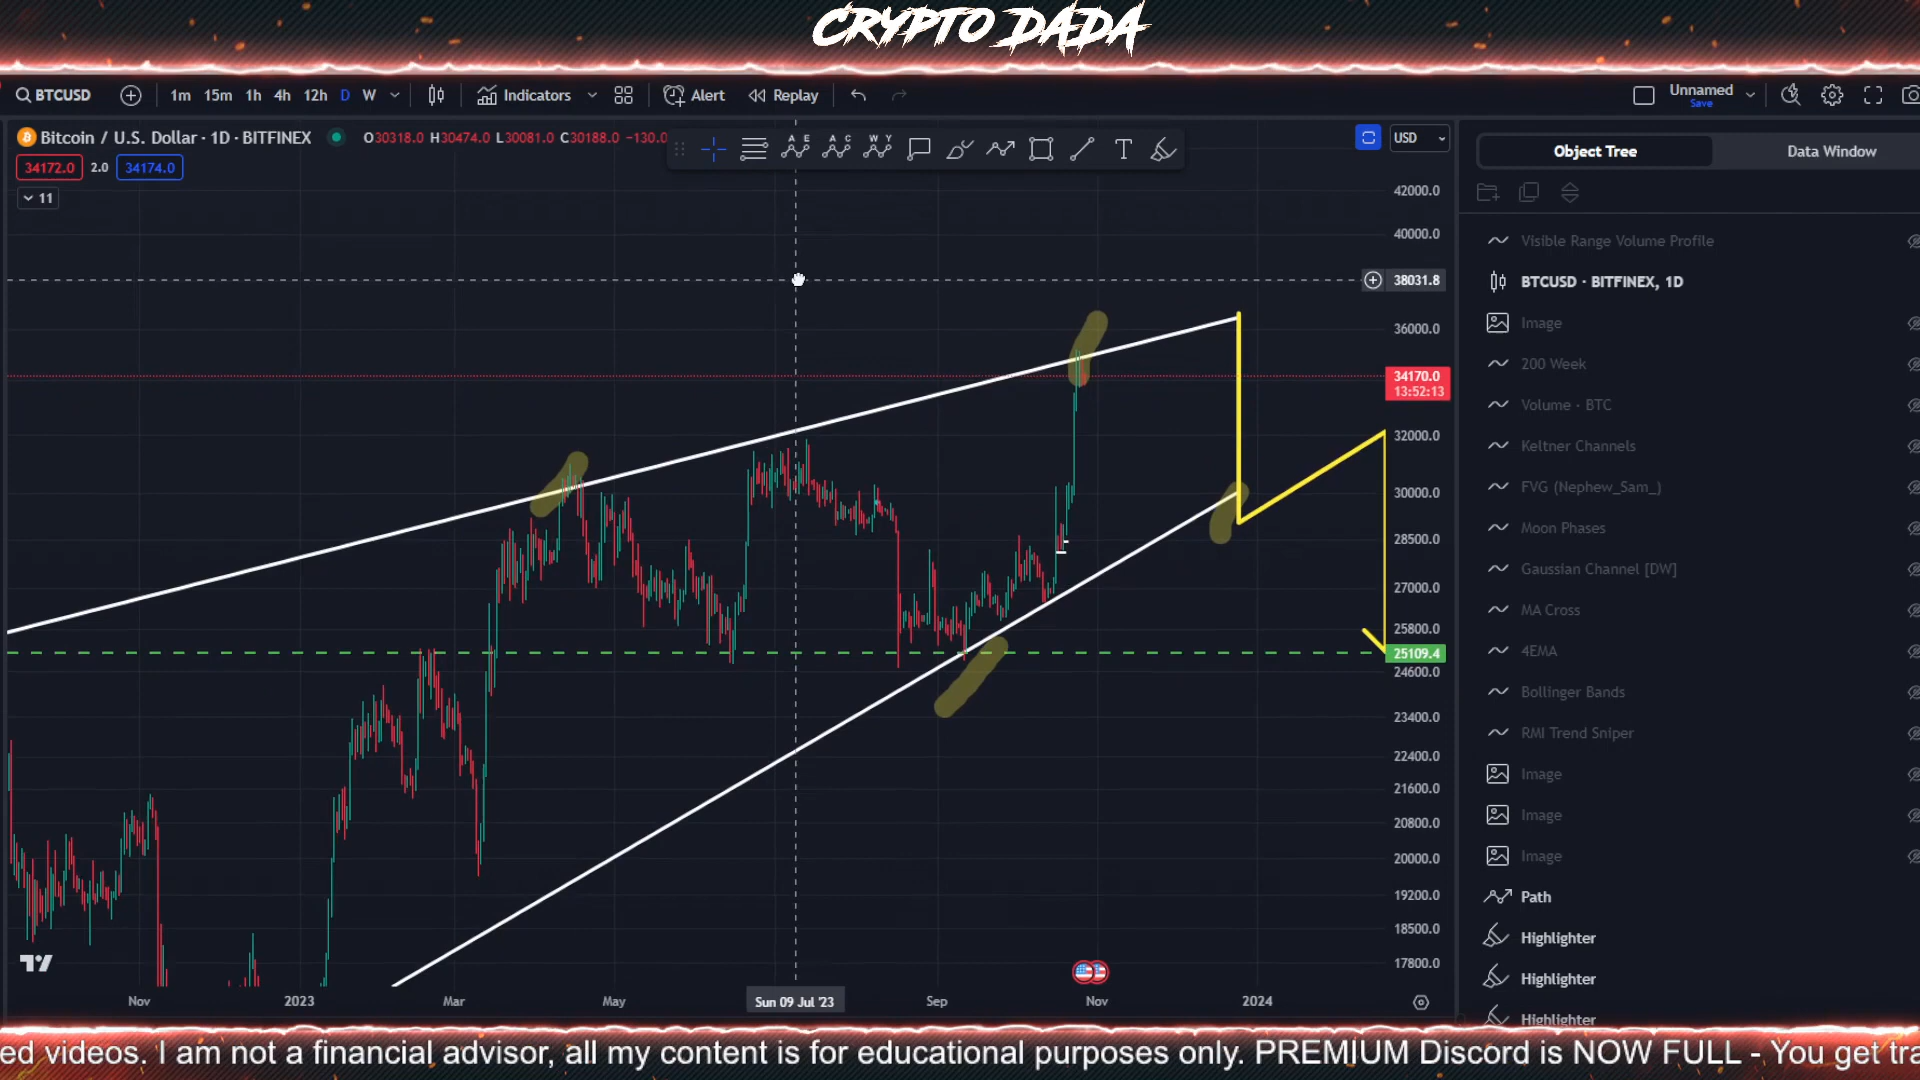 CRYPTO DADA
BTCUSD 1m 15m 1h 4h 12h D W Indicators Alert Replay Unnamed
Save
Bitcoin / U.S. Dollar · 1D · BITFINEX O30318.0 H30474.0 L30081.0 C30188.0 −130.0
A E A C W Y
USD
34172.0 2.0 34174.0
11
42000.0
40000.0
38031.8
36000.0
34170.0
13:52:13
32000.0
30000.0
28500.0
27000.0
25800.0
25109.4
24600.0
23400.0
22400.0
21600.0
20800.0
20000.0
19200.0
18500.0
17800.0
Nov 2023 Mar May Sun 09 Jul '23 Sep Nov 2024
Object Tree Data Window
Visible Range Volume Profile
BTCUSD · BITFINEX, 1D
Image
200 Week
Volume · BTC
Keltner Channels
FVG (Nephew_Sam_)
Moon Phases
Gaussian Channel [DW]
MA Cross
4EMA
Bollinger Bands
RMI Trend Sniper
Image
Image
Image
Path
Highlighter
Highlighter
Highlighter
ed videos. I am not a financial advisor, all my content is for educational purposes only. PREMIUM Discord is NOW FULL - You get tra